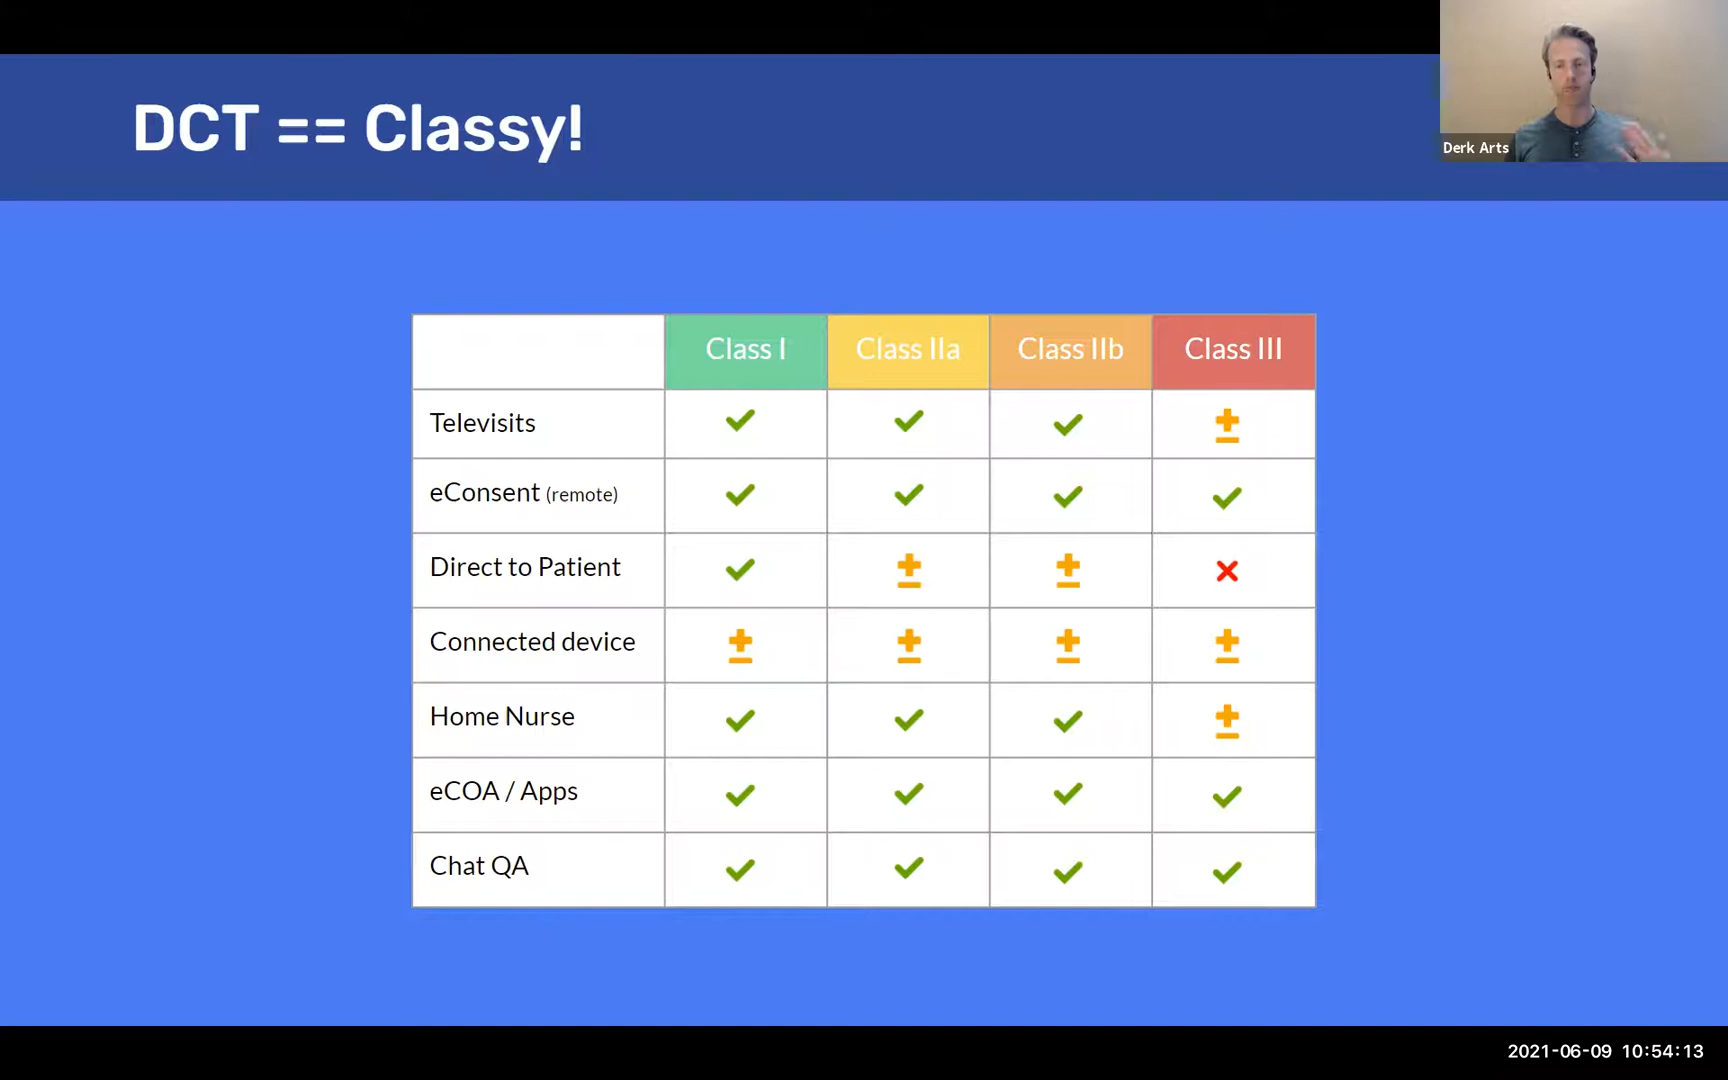 DCT == Classy!
Derk Arts
Class I Class IIa Class IIb Class III
Televisits ✔ ✔ ✔ ±
eConsent (remote) ✔ ✔ ✔ ✔
Direct to Patient ✔ ± ± ✖
Connected device ± ± ± ±
Home Nurse ✔ ✔ ✔ ±
eCOA / Apps ✔ ✔ ✔ ✔
Chat QA ✔ ✔ ✔ ✔
2021-06-09 10:54:13